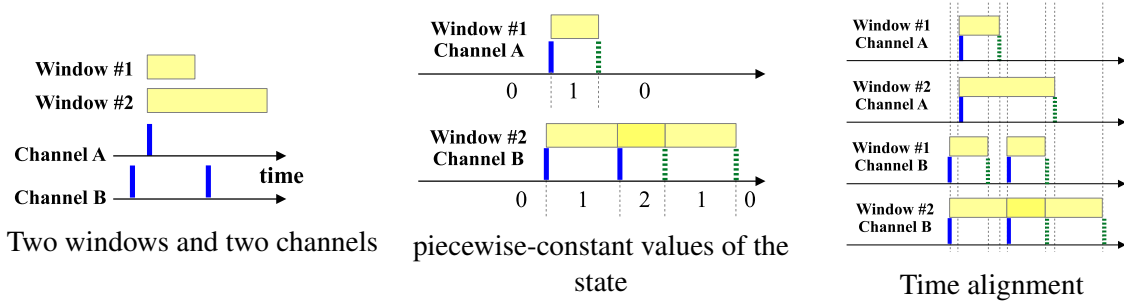 Window #1
Window #2
Channel A
time
Channel B
Two windows and two channels
Window #1
Channel A
0 1 0
Window #2
Channel B
0 1 2 1 0
piecewise-constant values of the
state
Window #1
Channel A
Window #2
Channel A
Window #1
Channel B
Window #2
Channel B
Time alignment